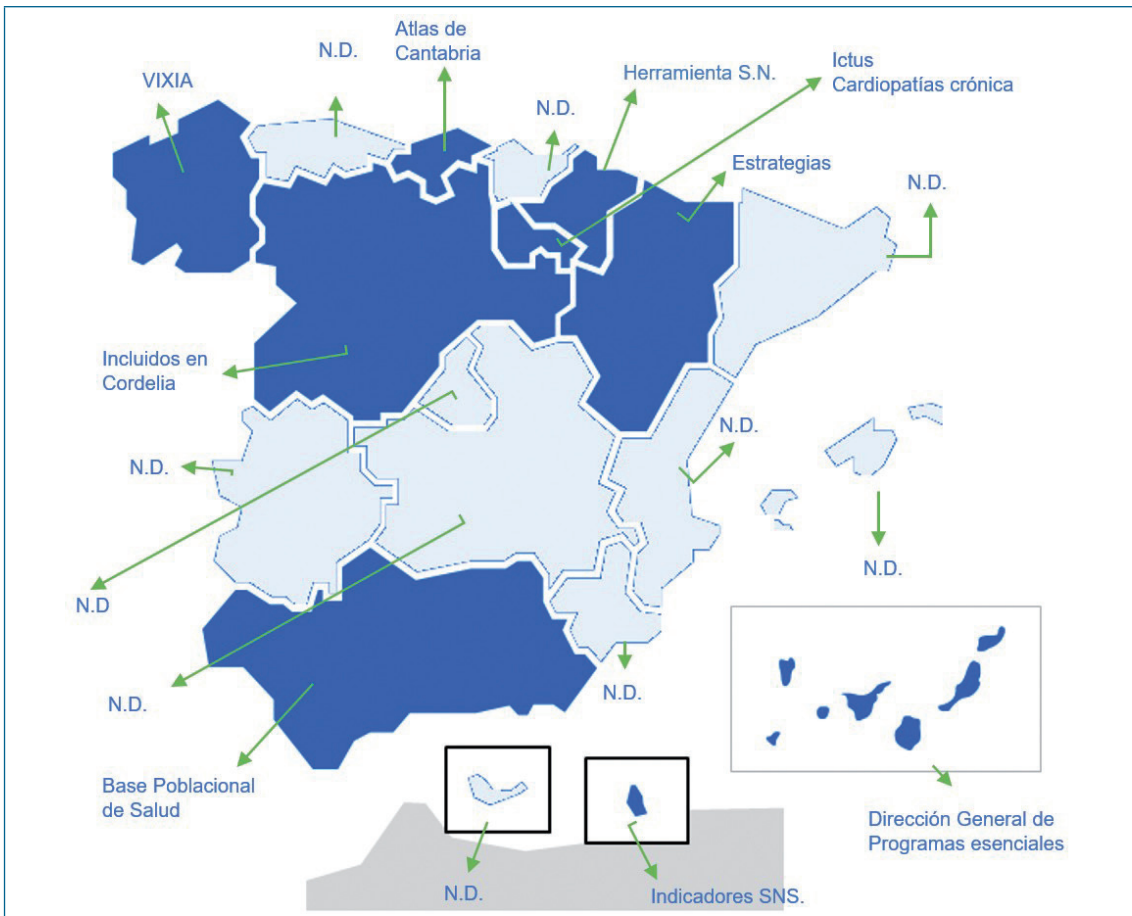 Atlas de
Cantabria
N.D.
Ictus
Cardiopatías crónica
Herramienta S.N.
VIXIA
N.D.
Estrategias
N.D.
Incluidos en
Cordelia
N.D.
N.D.
N.D.
N.D
N.D.
N.D.
Base Poblacional
de Salud
Dirección General de
Programas esenciales
N.D.
Indicadores SNS.